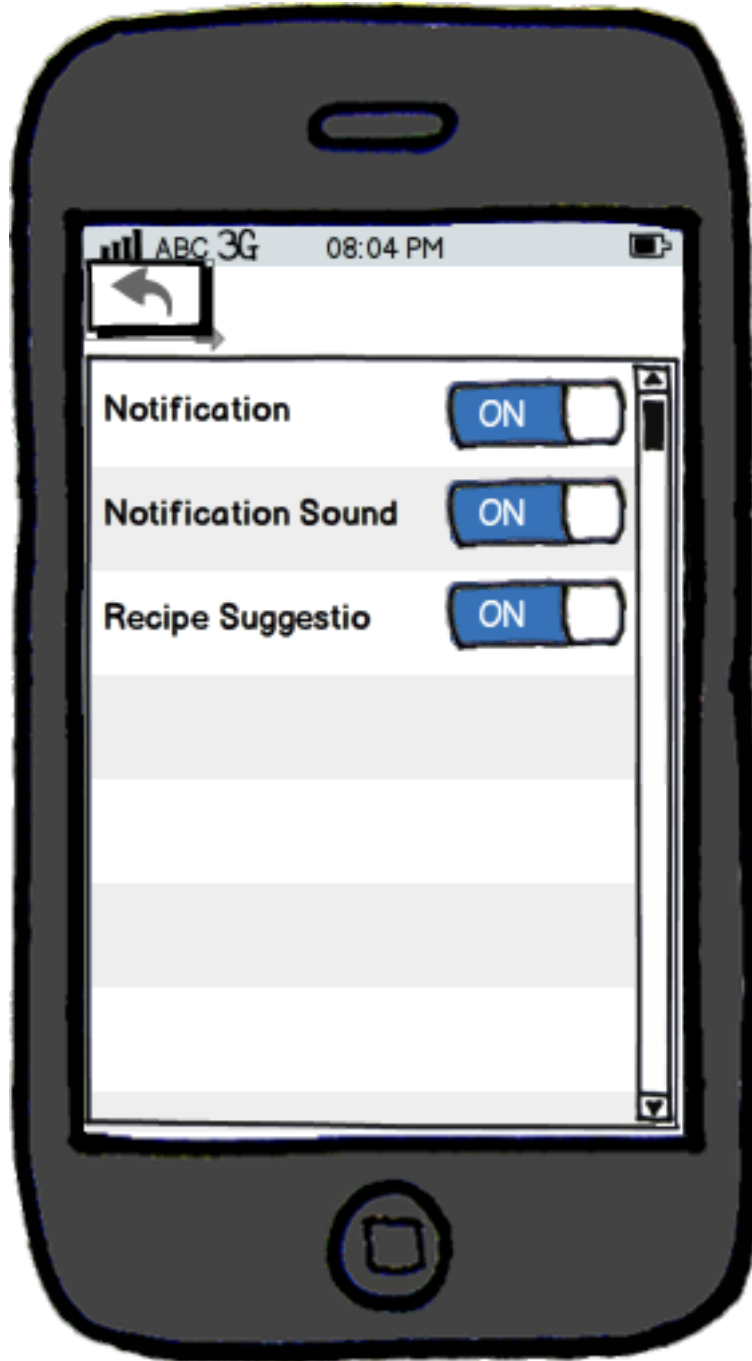 ABC 3G 08:04 PM
Notification ON
Notification Sound ON
Recipe Suggestio ON